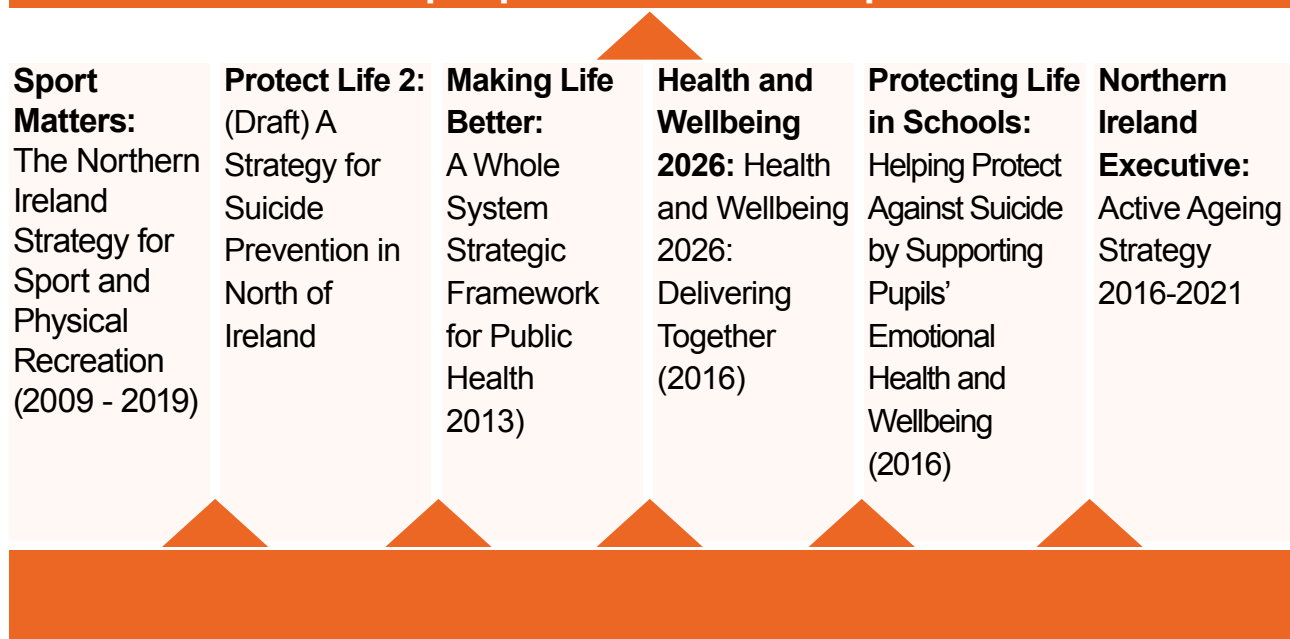 Sport
Matters:
The Northern
Ireland
Strategy for
Sport and
Physical
Recreation
(2009 - 2019)
Protect Life 2:
(Draft) A
Strategy for
Suicide
Prevention in
North of
Ireland
Making Life
Better:
A Whole
System
Strategic
Framework
for Public
Health
2013)
Health and
Wellbeing
2026: Health
and Wellbeing
2026:
Delivering
Together
(2016)
Protecting Life
in Schools:
Helping Protect
Against Suicide
by Supporting
Pupils’
Emotional
Health and
Wellbeing
(2016)
Northern
Ireland
Executive:
Active Ageing
Strategy
2016-2021